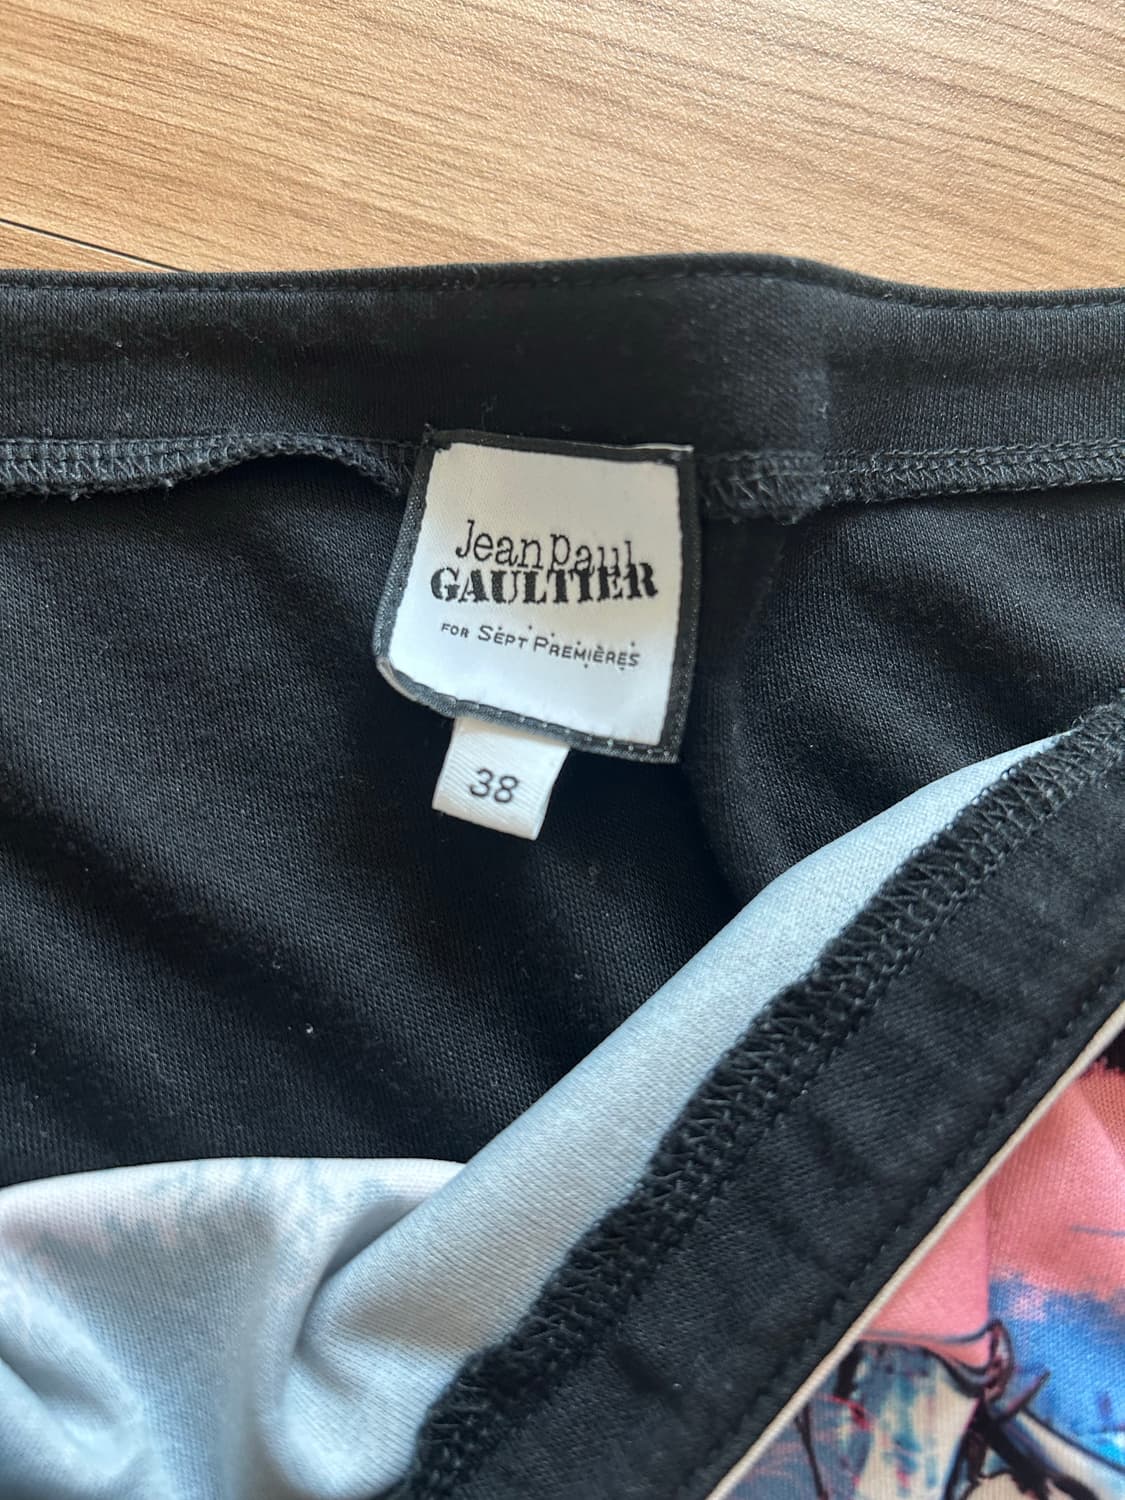 Jean Paul
GAULTIER
FOR SEPT PREMIÈRES
38